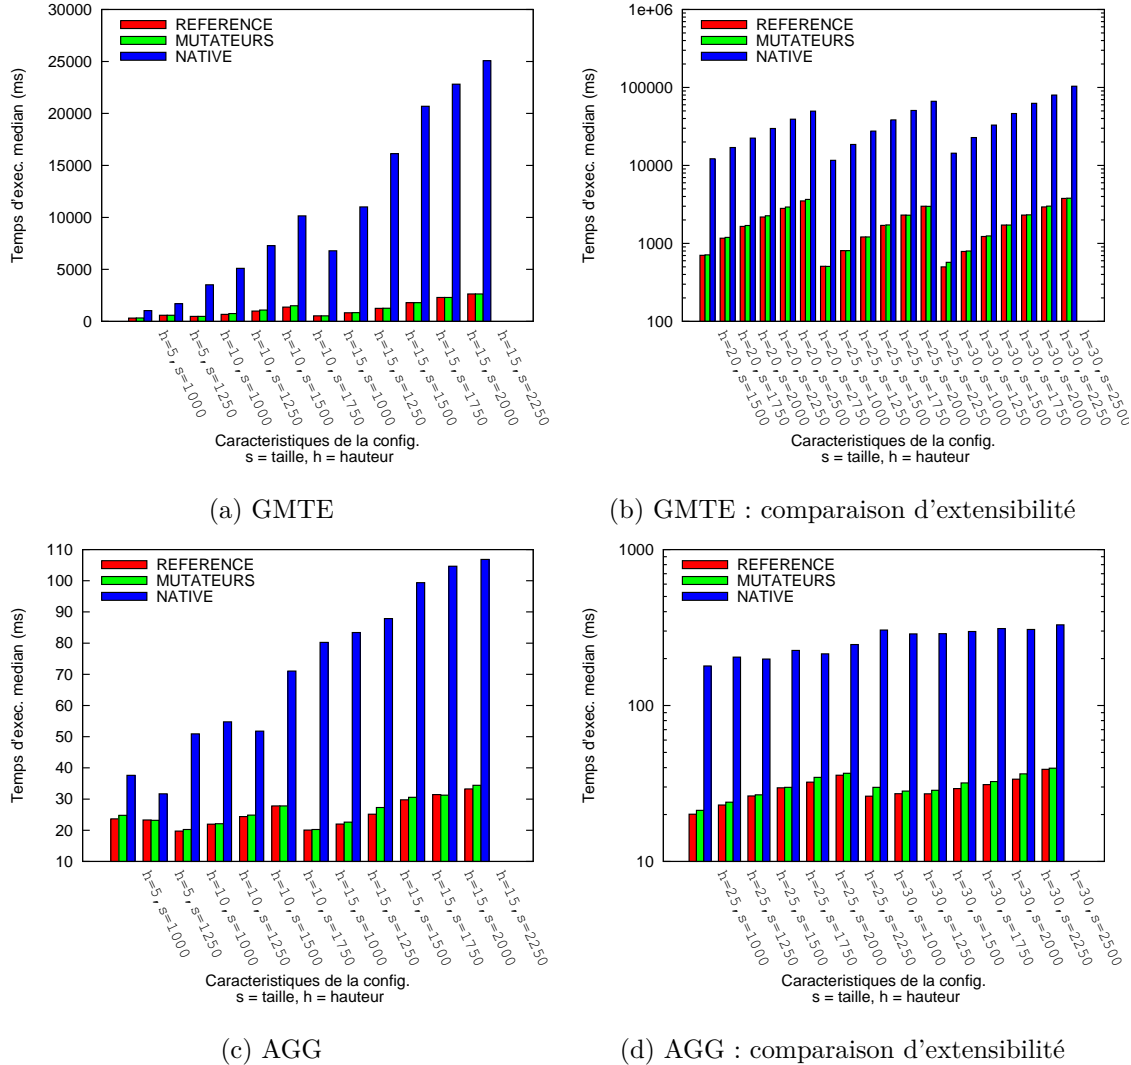 30000
25000
20000
15000
10000
5000
0
Temps d'exec. median (ms)
REFERENCE
MUTATEURS
NATIVE
h=5,s=1000
h=5,s=1250
h=10,s=1000
h=10,s=1250
h=10,s=1500
h=10,s=1750
h=15,s=1000
h=15,s=1250
h=15,s=1500
h=15,s=1750
h=15,s=2000
h=15,s=2250
Caracteristiques de la config.
s = taille, h = hauteur
(a) GMTE
1e+06
100000
10000
1000
100
Temps d'exec. median (ms)
REFERENCE
MUTATEURS
NATIVE
h=20,s=1500
h=20,s=1750
h=20,s=2000
h=20,s=2250
h=20,s=2500
h=25,s=1000
h=25,s=1250
h=25,s=1500
h=25,s=1750
h=25,s=2000
h=25,s=2250
h=30,s=1000
h=30,s=1250
h=30,s=1500
h=30,s=1750
h=30,s=2000
h=30,s=2250
h=30,s=2500
Caracteristiques de la config.
s = taille, h = hauteur
(b) GMTE : comparaison d'extensibilité
110
100
90
80
70
60
50
40
30
20
10
Temps d'exec. median (ms)
REFERENCE
MUTATEURS
NATIVE
h=5,s=1000
h=5,s=1250
h=10,s=1000
h=10,s=1250
h=10,s=1500
h=10,s=1750
h=15,s=1000
h=15,s=1250
h=15,s=1500
h=15,s=1750
h=15,s=2000
h=15,s=2250
Caracteristiques de la config.
s = taille, h = hauteur
(c) AGG
1000
100
10
Temps d'exec. median (ms)
REFERENCE
MUTATEURS
NATIVE
h=25,s=1000
h=25,s=1250
h=25,s=1500
h=25,s=1750
h=25,s=2000
h=25,s=2250
h=30,s=1000
h=30,s=1250
h=30,s=1500
h=30,s=1750
h=30,s=2000
h=30,s=2250
h=30,s=2500
Caracteristiques de la config.
s = taille, h = hauteur
(d) AGG : comparaison d'extensibilité